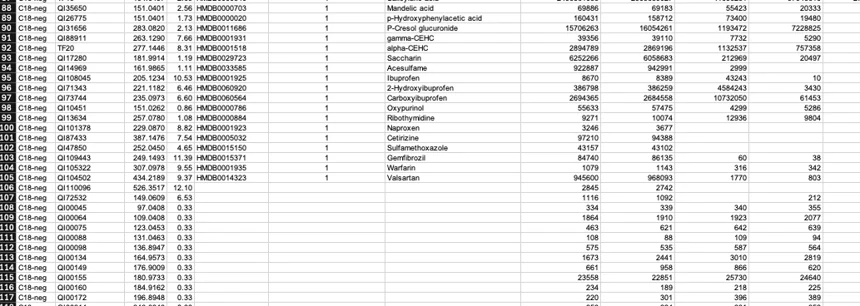 88 C18-neg QI35650 151.0401 2.56 HMDB0000703 1 Mandelic acid 69886 69183 55423 20333
89 C18-neg QI26775 151.0401 1.73 HMDB0000020 1 p-Hydroxyphenylacetic acid 160431 158712 73400 19480
90 C18-neg QI31656 283.0820 2.13 HMDB0011686 1 P-Cresol glucuronide 15706263 16054261 1193472 7228825
91 C18-neg QI88911 263.1290 7.66 HMDB0001931 1 gamma-CEHC 39356 39110 7732 5290
92 C18-neg TF20 277.1446 8.31 HMDB0001518 1 alpha-CEHC 2894789 2869196 1132537 757358
93 C18-neg QI17280 181.9914 1.19 HMDB0029723 1 Saccharin 6252266 6058683 212969 20497
94 C18-neg QI14969 161.9865 1.11 HMDB0033585 1 Acesulfame 922887 942991 2999
95 C18-neg QI108045 205.1234 10.53 HMDB0001925 1 Ibuprofen 8670 8389 43243 10
96 C18-neg QI71343 221.1182 6.46 HMDB0060920 1 2-Hydroxyibuprofen 386798 386259 4584243 3430
97 C18-neg QI73744 235.0973 6.60 HMDB0060564 1 Carboxyibuprofen 2694365 2684558 10732050 61453
98 C18-neg QI10451 151.0262 0.86 HMDB0000786 1 Oxypurinol 55633 57475 4299 5286
99 C18-neg QI13634 257.0780 1.08 HMDB0000884 1 Ribothymidine 9271 10074 12936 9804
100 C18-neg QI101378 229.0870 8.82 HMDB0001923 1 Naproxen 3246 3677
101 C18-neg QI87433 387.1476 7.54 HMDB0005032 1 Cetirizine 97210 94388
102 C18-neg QI47850 252.0450 4.65 HMDB0015150 1 Sulfamethoxazole 43157 43102
103 C18-neg QI109443 249.1493 11.39 HMDB0015371 1 Gemfibrozil 84740 86135 60 38
104 C18-neg QI105322 307.0978 9.55 HMDB0001935 1 Warfarin 1079 1143 316 342
105 C18-neg QI104502 434.2189 9.37 HMDB0014323 1 Valsartan 945600 968093 1770 803
106 C18-neg QI110096 526.3517 12.10 2845 2742
107 C18-neg QI72532 149.0609 6.53 1116 1092 212
108 C18-neg QI00045 97.0408 0.33 334 339 340 355
109 C18-neg QI00064 109.0408 0.33 1864 1910 1923 2077
110 C18-neg QI00075 123.0453 0.33 463 621 642 639
111 C18-neg QI00088 131.0463 0.33 108 88 109 94
112 C18-neg QI00098 136.8947 0.33 575 535 587 564
113 C18-neg QI00134 164.9573 0.33 1673 2441 3010 2819
114 C18-neg QI00149 176.9009 0.33 661 958 866 620
115 C18-neg QI00155 180.9733 0.33 23558 22851 25730 24640
116 C18-neg QI00160 184.9162 0.33 234 189 218 225
117 C18-neg QI00172 196.8948 0.33 220 301 396 389